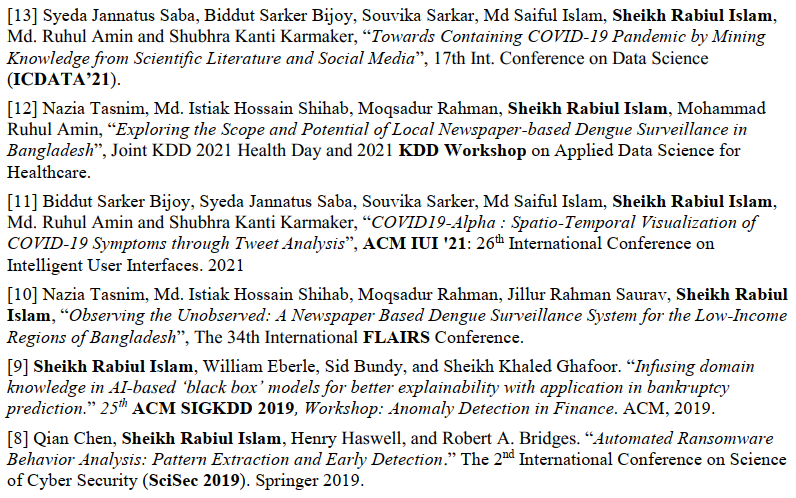 [13] Syeda Jannatus Saba, Biddut Sarker Bijoy, Souvika Sarkar, Md Saiful Islam, Sheikh Rabiul Islam,
Md. Ruhul Amin and Shubhra Kanti Karmaker, “Towards Containing COVID-19 Pandemic by Mining
Knowledge from Scientific Literature and Social Media”, 17th Int. Conference on Data Science
(ICDATA’21).
[12] Nazia Tasnim, Md. Istiak Hossain Shihab, Moqsadur Rahman, Sheikh Rabiul Islam, Mohammad
Ruhul Amin, “Exploring the Scope and Potential of Local Newspaper-based Dengue Surveillance in
Bangladesh”, Joint KDD 2021 Health Day and 2021 KDD Workshop on Applied Data Science for
Healthcare.
[11] Biddut Sarker Bijoy, Syeda Jannatus Saba, Souvika Sarker, Md Saiful Islam, Sheikh Rabiul Islam,
Md. Ruhul Amin and Shubhra Kanti Karmaker, “COVID19-Alpha : Spatio-Temporal Visualization of
COVID-19 Symptoms through Tweet Analysis”, ACM IUI '21: 26th International Conference on
Intelligent User Interfaces. 2021
[10] Nazia Tasnim, Md. Istiak Hossain Shihab, Moqsadur Rahman, Jillur Rahman Saurav, Sheikh Rabiul
Islam, “Observing the Unobserved: A Newspaper Based Dengue Surveillance System for the Low-Income
Regions of Bangladesh”, The 34th International FLAIRS Conference.
[9] Sheikh Rabiul Islam, William Eberle, Sid Bundy, and Sheikh Khaled Ghafoor. “Infusing domain
knowledge in AI-based ‘black box’ models for better explainability with application in bankruptcy
prediction.” 25th ACM SIGKDD 2019, Workshop: Anomaly Detection in Finance. ACM, 2019.
[8] Qian Chen, Sheikh Rabiul Islam, Henry Haswell, and Robert A. Bridges. “Automated Ransomware
Behavior Analysis: Pattern Extraction and Early Detection.” The 2nd International Conference on Science
of Cyber Security (SciSec 2019). Springer 2019.